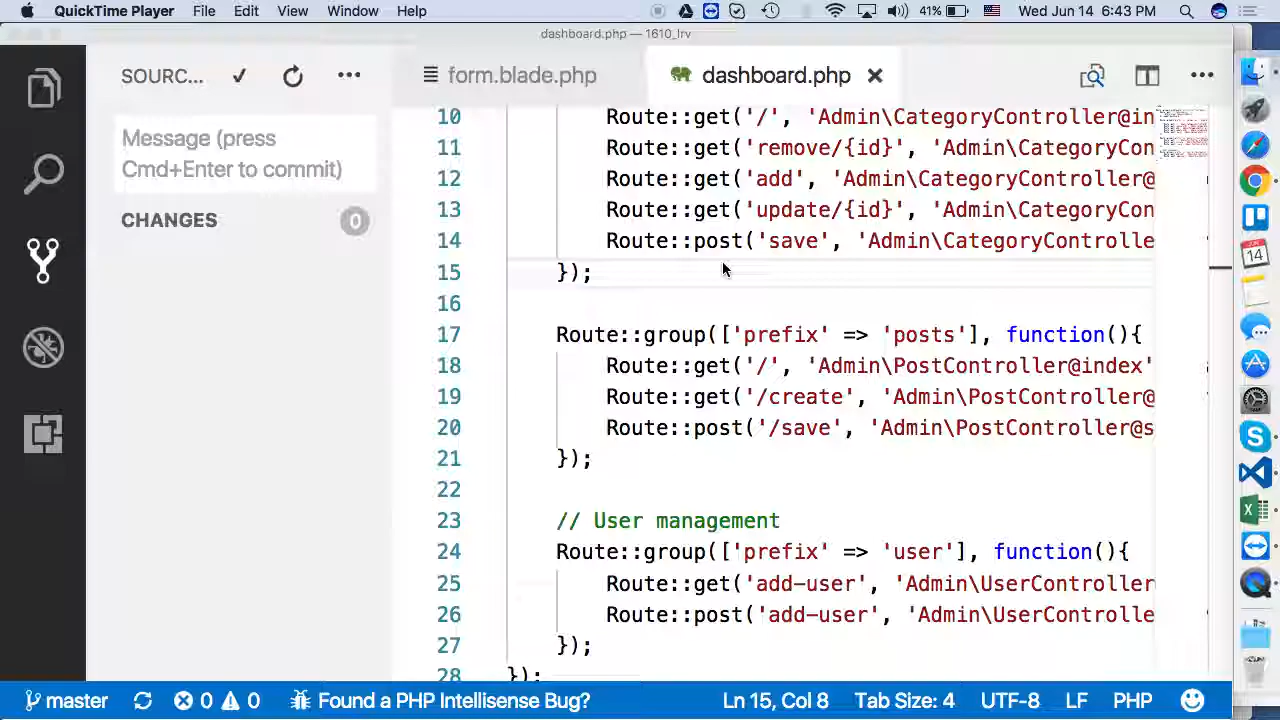 QuickTime Player File Edit View Window Help 41% Wed Jun 14 6:43 PM
dashboard.php — 1610_lrv
SOURC... form.blade.php dashboard.php
Message (press
Cmd+Enter to commit)
CHANGES 0
10 Route::get('/', 'Admin\CategoryController@in
11 Route::get('remove/{id}', 'Admin\CategoryCon
12 Route::get('add', 'Admin\CategoryController@
13 Route::get('update/{id}', 'Admin\CategoryCon
14 Route::post('save', 'Admin\CategoryControlle
15 });
16
17 Route::group(['prefix' => 'posts'], function(){
18 Route::get('/', 'Admin\PostController@index'
19 Route::get('/create', 'Admin\PostController@
20 Route::post('/save', 'Admin\PostController@s
21 });
22
23 // User management
24 Route::group(['prefix' => 'user'], function(){
25 Route::get('add-user', 'Admin\UserController
26 Route::post('add-user', 'Admin\UserControlle
27 });
28 });
master 0 0 Found a PHP Intellisense Bug? Ln 15, Col 8 Tab Size: 4 UTF-8 LF PHP
14